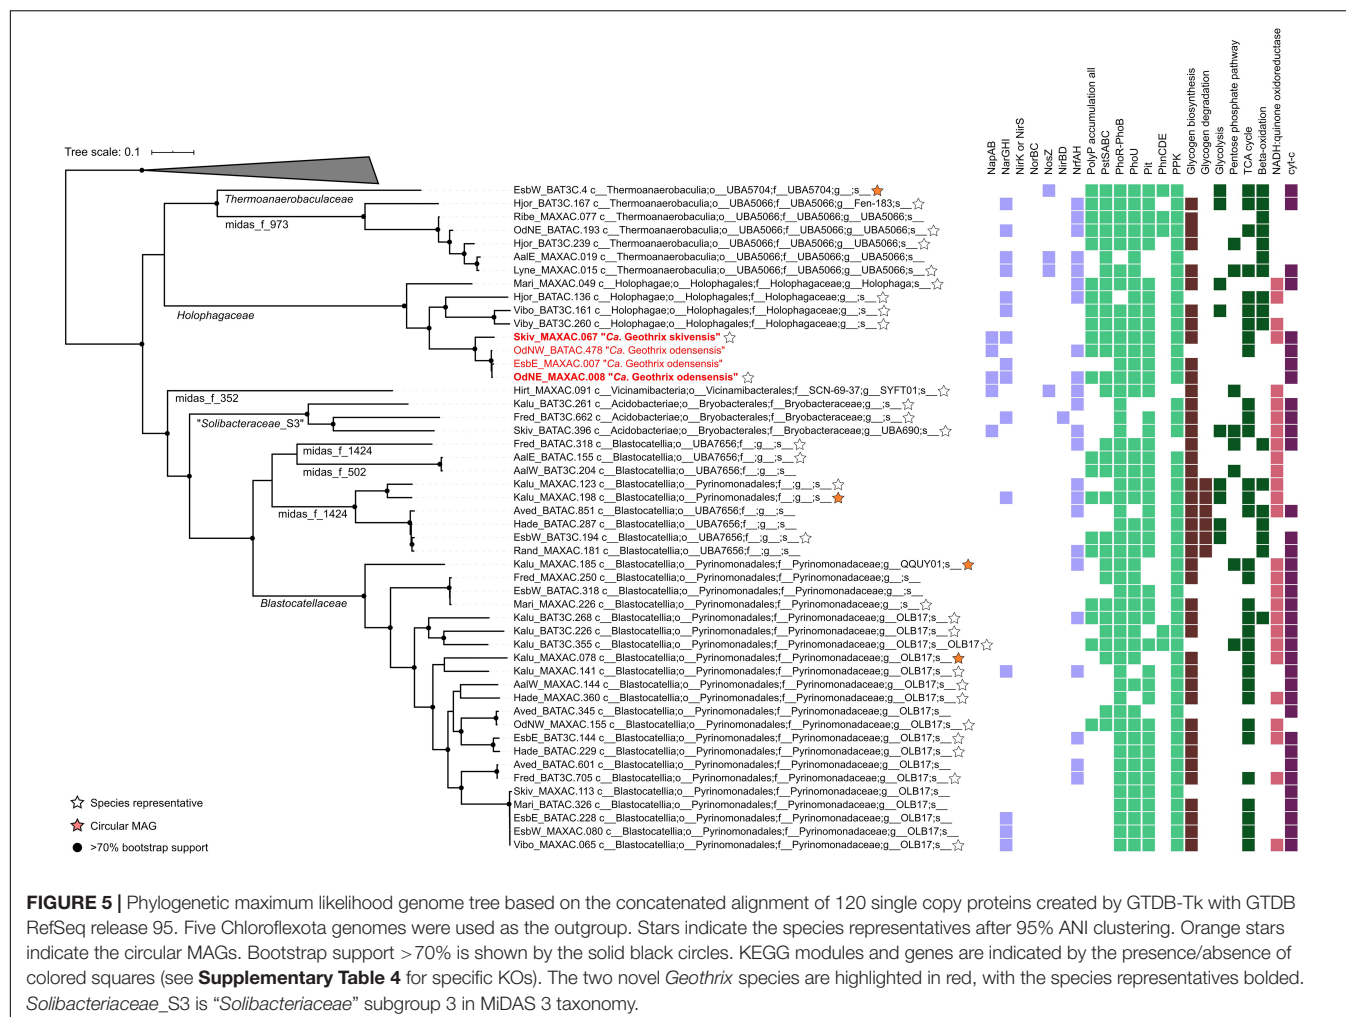 Tree scale: 0.1
NapAB
NarGHI
NirK or NirS
NorBC
NosZ
NirBD
NrfAH
PolyP accumulation all
PstSABC
PhoR-PhoB
PhoU
Pit
PhnCDE
PPK
Glycogen biosynthesis
Glycogen degradation
Glycolysis
Pentose phosphate pathway
TCA cycle
Beta-oxidation
NADH:quinone oxidoreductase
cyt-c
Thermoanaerobaculaceae
midas_f_973
Holophagaceae
midas_f_352
"Solibacteraceae_S3"
midas_f_1424
midas_f_502
midas_f_1424
Blastocatellaceae
EsbW_BAT3C.4 c__Thermoanaerobaculia;o__UBA5704;f__UBA5704;g__;s__
Hjor_BAT3C.167 c__Thermoanaerobaculia;o__UBA5066;f__UBA5066;g__Fen-183;s__
Ribe_MAXAC.077 c__Thermoanaerobaculia;o__UBA5066;f__UBA5066;g__UBA5066;s__
OdNE_BATAC.193 c__Thermoanaerobaculia;o__UBA5066;f__UBA5066;g__UBA5066;s__
Hjor_BAT3C.239 c__Thermoanaerobaculia;o__UBA5066;f__UBA5066;g__UBA5066;s__
AalE_MAXAC.019 c__Thermoanaerobaculia;o__UBA5066;f__UBA5066;g__UBA5066;s__
Lyne_MAXAC.015 c__Thermoanaerobaculia;o__UBA5066;f__UBA5066;g__UBA5066;s__
Mari_MAXAC.049 c__Holophagae;o__Holophagales;f__Holophagaceae;g__Holophaga;s__
Hjor_BATAC.136 c__Holophagae;o__Holophagales;f__Holophagaceae;g__;s__
Vibo_BAT3C.161 c__Holophagae;o__Holophagales;f__Holophagaceae;g__;s__
Viby_BAT3C.260 c__Holophagae;o__Holophagales;f__Holophagaceae;g__;s__
Skiv_MAXAC.067 "Ca. Geothrix skivensis"
OdNW_BATAC.478 "Ca. Geothrix odensensis"
EsbE_MAXAC.007 "Ca. Geothrix odensensis"
OdNE_MAXAC.008 "Ca. Geothrix odensensis"
Hirt_MAXAC.091 c__Vicinamibacteria;o__Vicinamibacterales;f__SCN-69-37;g__SYFT01;s__
Kalu_BAT3C.261 c__Acidobacteriae;o__Bryobacterales;f__Bryobacteraceae;g__;s__
Fred_BAT3C.662 c__Acidobacteriae;o__Bryobacterales;f__Bryobacteraceae;g__;s__
Skiv_BATAC.396 c__Acidobacteriae;o__Bryobacterales;f__Bryobacteraceae;g__UBA690;s__
Fred_BATAC.318 c__Blastocatellia;o__UBA7656;f__;g__;s__
AalE_BATAC.155 c__Blastocatellia;o__UBA7656;f__;g__;s__
AalW_BAT3C.204 c__Blastocatellia;o__UBA7656;f__;g__;s__
Kalu_MAXAC.123 c__Blastocatellia;o__Pyrinomonadales;f__;g__;s__
Kalu_MAXAC.198 c__Blastocatellia;o__Pyrinomonadales;f__;g__;s__
Aved_BATAC.851 c__Blastocatellia;o__UBA7656;f__;g__;s__
Hade_BATAC.287 c__Blastocatellia;o__UBA7656;f__;g__;s__
EsbW_BAT3C.194 c__Blastocatellia;o__UBA7656;f__;g__;s__
Rand_MAXAC.181 c__Blastocatellia;o__UBA7656;f__;g__;s__
Kalu_MAXAC.185 c__Blastocatellia;o__Pyrinomonadales;f__Pyrinomonadaceae;g__QQUY01;s__
Fred_MAXAC.250 c__Blastocatellia;o__Pyrinomonadales;f__Pyrinomonadaceae;g__;s__
EsbW_BATAC.318 c__Blastocatellia;o__Pyrinomonadales;f__Pyrinomonadaceae;g__;s__
Mari_MAXAC.226 c__Blastocatellia;o__Pyrinomonadales;f__Pyrinomonadaceae;g__;s__
Kalu_BAT3C.268 c__Blastocatellia;o__Pyrinomonadales;f__Pyrinomonadaceae;g__OLB17;s__
Kalu_BAT3C.226 c__Blastocatellia;o__Pyrinomonadales;f__Pyrinomonadaceae;g__OLB17;s__
Kalu_BAT3C.355 c__Blastocatellia;o__Pyrinomonadales;f__Pyrinomonadaceae;g__OLB17;s__OLB17
Kalu_MAXAC.078 c__Blastocatellia;o__Pyrinomonadales;f__Pyrinomonadaceae;g__OLB17;s__
Kalu_MAXAC.141 c__Blastocatellia;o__Pyrinomonadales;f__Pyrinomonadaceae;g__OLB17;s__
AalW_MAXAC.144 c__Blastocatellia;o__Pyrinomonadales;f__Pyrinomonadaceae;g__OLB17;s__
Hade_MAXAC.360 c__Blastocatellia;o__Pyrinomonadales;f__Pyrinomonadaceae;g__OLB17;s__
Aved_BATAC.345 c__Blastocatellia;o__Pyrinomonadales;f__Pyrinomonadaceae;g__OLB17;s__
OdNW_MAXAC.155 c__Blastocatellia;o__Pyrinomonadales;f__Pyrinomonadaceae;g__OLB17;s__
EsbE_BAT3C.144 c__Blastocatellia;o__Pyrinomonadales;f__Pyrinomonadaceae;g__OLB17;s__
Hade_BATAC.229 c__Blastocatellia;o__Pyrinomonadales;f__Pyrinomonadaceae;g__OLB17;s__
Aved_BATAC.601 c__Blastocatellia;o__Pyrinomonadales;f__Pyrinomonadaceae;g__OLB17;s__
Fred_BAT3C.705 c__Blastocatellia;o__Pyrinomonadales;f__Pyrinomonadaceae;g__OLB17;s__
Skiv_MAXAC.113 c__Blastocatellia;o__Pyrinomonadales;f__Pyrinomonadaceae;g__OLB17;s__
Mari_BATAC.326 c__Blastocatellia;o__Pyrinomonadales;f__Pyrinomonadaceae;g__OLB17;s__
EsbE_BATAC.228 c__Blastocatellia;o__Pyrinomonadales;f__Pyrinomonadaceae;g__OLB17;s__
EsbW_MAXAC.080 c__Blastocatellia;o__Pyrinomonadales;f__Pyrinomonadaceae;g__OLB17;s__
Vibo_MAXAC.065 c__Blastocatellia;o__Pyrinomonadales;f__Pyrinomonadaceae;g__OLB17;s__
Species representative
Circular MAG
>70% bootstrap support
FIGURE 5 | Phylogenetic maximum likelihood genome tree based on the concatenated alignment of 120 single copy proteins created by GTDB-Tk with GTDB
RefSeq release 95. Five Chloroflexota genomes were used as the outgroup. Stars indicate the species representatives after 95% ANI clustering. Orange stars
indicate the circular MAGs. Bootstrap support >70% is shown by the solid black circles. KEGG modules and genes are indicated by the presence/absence of
colored squares (see Supplementary Table 4 for specific KOs). The two novel Geothrix species are highlighted in red, with the species representatives bolded.
Solibacteriaceae_S3 is "Solibacteriaceae" subgroup 3 in MiDAS 3 taxonomy.